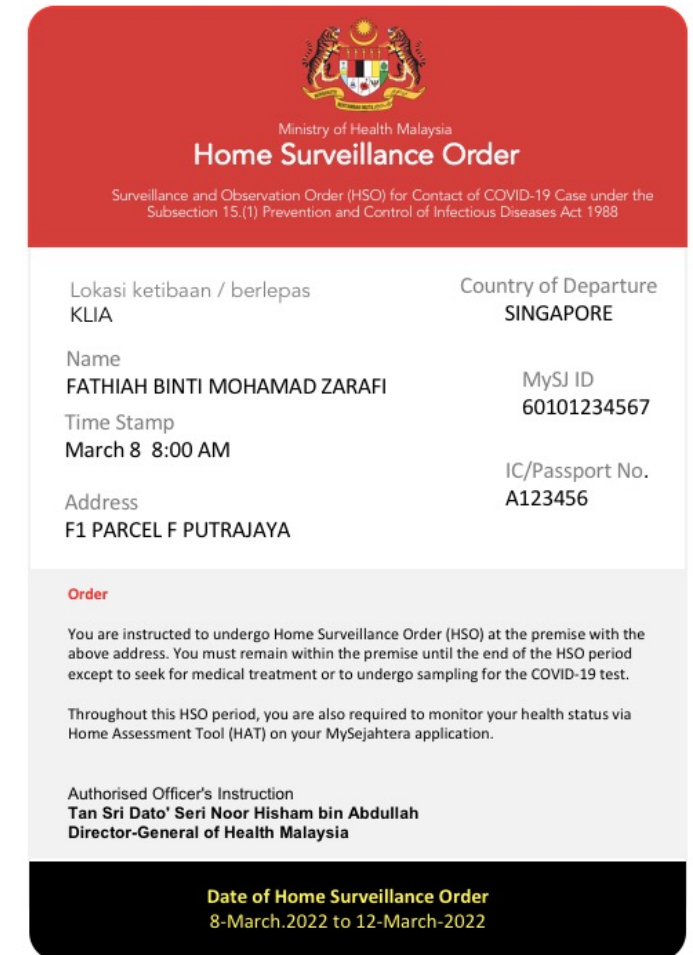 Ministry of Health Malaysia
Home Surveillance Order
Surveillance and Observation Order (HSO) for Contact of COVID-19 Case under the
Subsection 15.(1) Prevention and Control of Infectious Diseases Act 1988
Lokasi ketibaan / berlepas
KLIA
Country of Departure
SINGAPORE
Name
FATHIAH BINTI MOHAMAD ZARAFI
MySJ ID
60101234567
Time Stamp
March 8 8:00 AM
IC/Passport No.
A123456
Address
F1 PARCEL F PUTRAJAYA
Order
You are instructed to undergo Home Surveillance Order (HSO) at the premise with the
above address. You must remain within the premise until the end of the HSO period
except to seek for medical treatment or to undergo sampling for the COVID-19 test.
Throughout this HSO period, you are also required to monitor your health status via
Home Assessment Tool (HAT) on your MySejahtera application.
Authorised Officer's Instruction
Tan Sri Dato' Seri Noor Hisham bin Abdullah
Director-General of Health Malaysia
Date of Home Surveillance Order
8-March.2022 to 12-March-2022